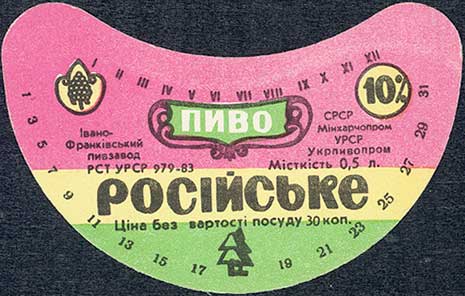 I II III IV V VI VII VIII IX X XI XII
10%
ПИВО
Івано-
Франківський
пивзавод
РСТ УРСР 979-83
СРСР
Мінхарчопром
УРСР
Укрпивопром
Місткість 0,5 л.
РОСІЙСЬКЕ
Ціна без вартості посуду 30 коп.
1 3 5 7 9 11 13 15 17 19 21 23 25 27 29 31